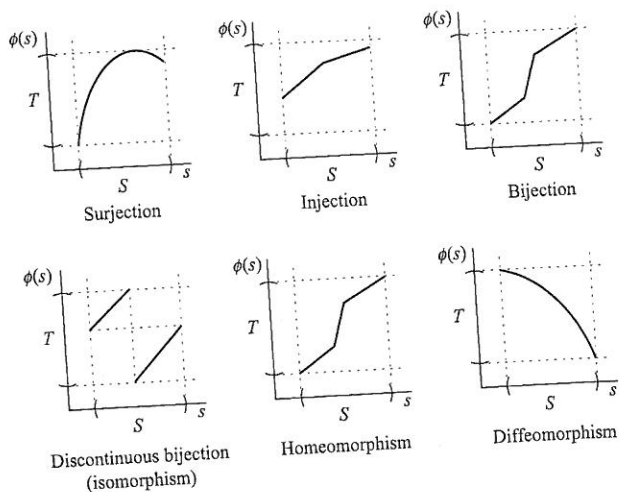 ϕ(s)
T
S
s
Surjection
ϕ(s)
T
S
s
Injection
ϕ(s)
T
S
s
Bijection
ϕ(s)
T
S
s
Discontinuous bijection
(isomorphism)
ϕ(s)
T
S
s
Homeomorphism
ϕ(s)
T
S
s
Diffeomorphism